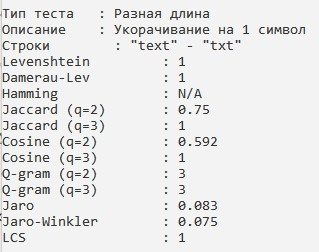 Тип теста : Разная длина
Описание : Укорачивание на 1 символ
Строки : "text" - "txt"
Levenshtein : 1
Damerau-Lev : 1
Hamming : N/A
Jaccard (q=2) : 0.75
Jaccard (q=3) : 1
Cosine (q=2) : 0.592
Cosine (q=3) : 1
Q-gram (q=2) : 3
Q-gram (q=3) : 3
Jaro : 0.083
Jaro-Winkler : 0.075
LCS : 1